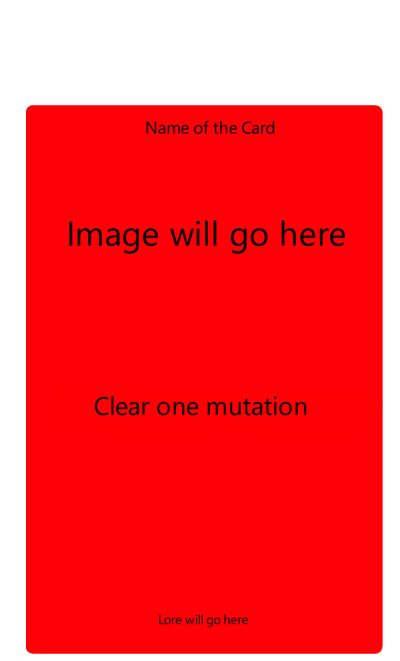 Name of the Card
Image will go here
Clear one mutation
Lore will go here